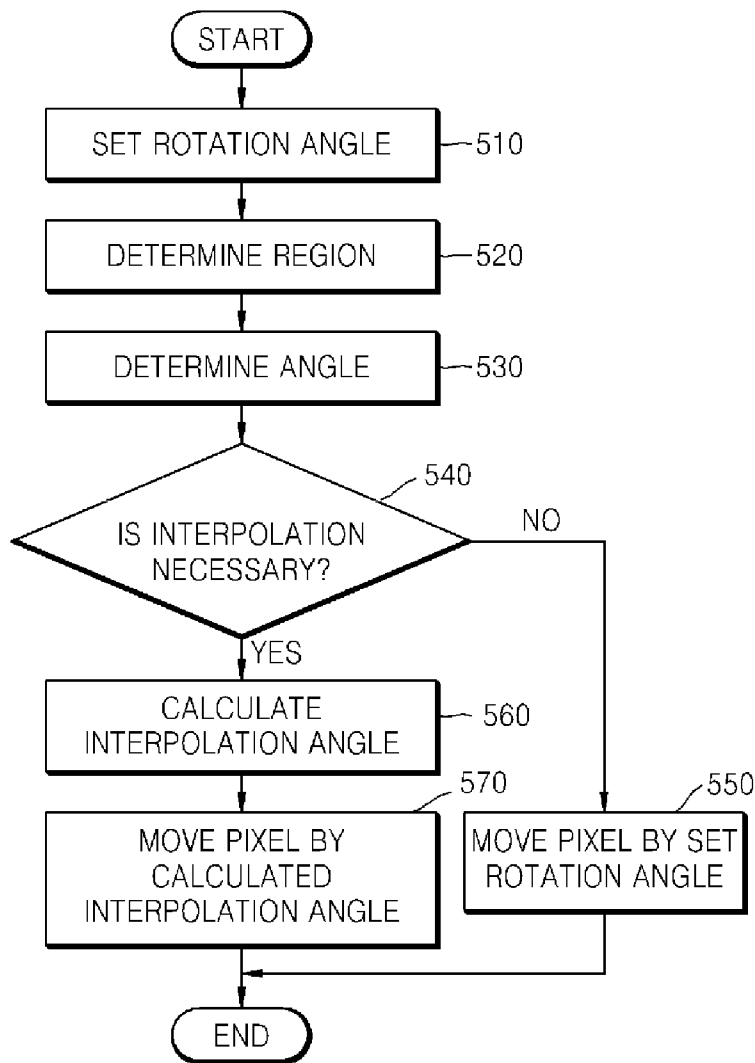 START
SET ROTATION ANGLE
510
DETERMINE REGION
520
DETERMINE ANGLE
530
540
IS INTERPOLATION
NECESSARY?
NO
YES
CALCULATE
INTERPOLATION ANGLE
560
570
MOVE PIXEL BY
CALCULATED
INTERPOLATION ANGLE
550
MOVE PIXEL BY SET
ROTATION ANGLE
END